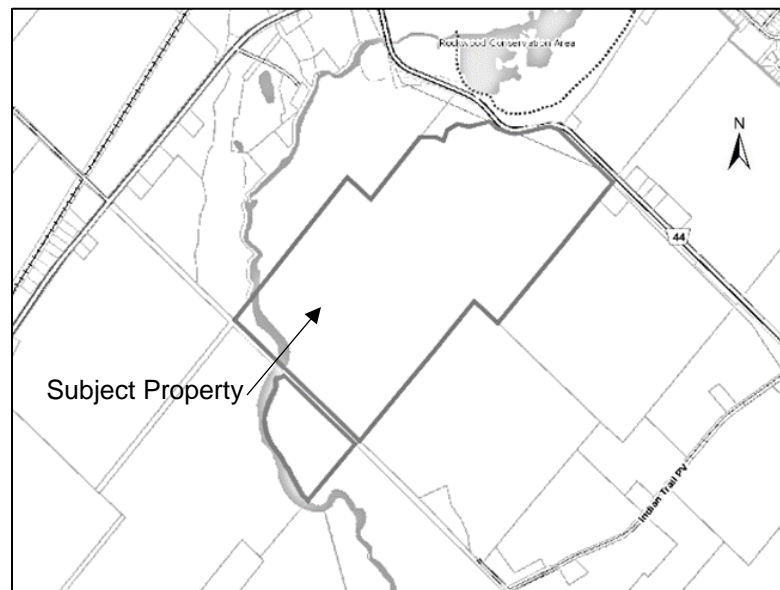 Rockwood Conservation Area
N
44
Subject Property
Indian Trail PV